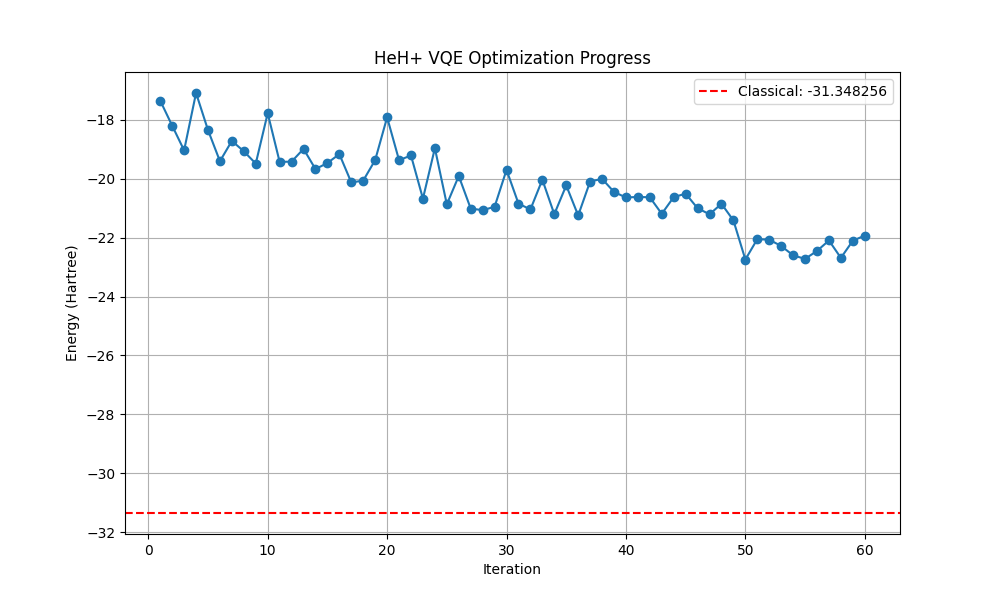 HeH+ VQE Optimization Progress
Classical: -31.348256
Energy (Hartree)
−18
−20
−22
−24
−26
−28
−30
−32
0 10 20 30 40 50 60
Iteration